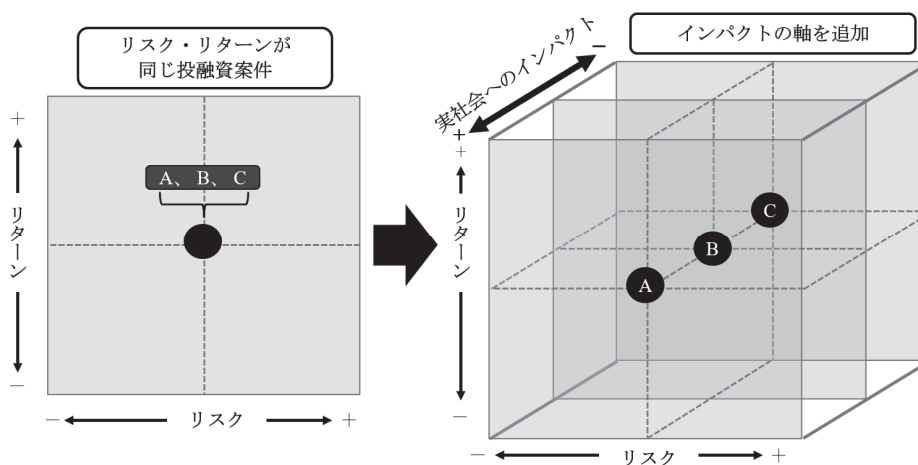 リスク・リターンが
同じ投融資案件
+
リターン
−
A、B、C
− リスク +
インパクトの軸を追加
実社会へのインパクト
−
+
+
リターン
−
A
B
C
− リスク +